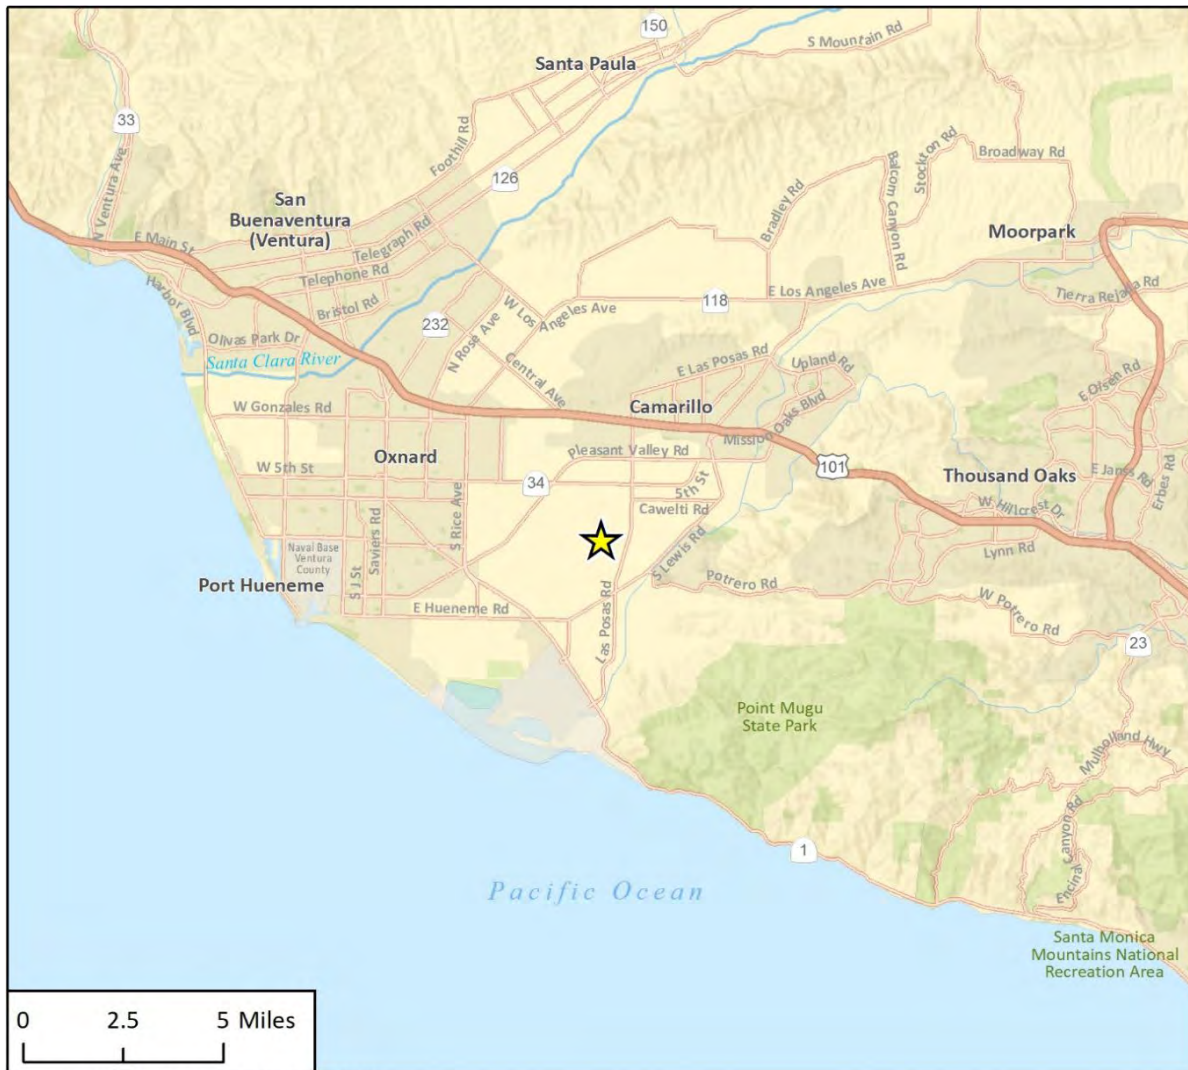 150
S Mountain Rd
Santa Paula
33
Foothill Rd
126
Stockton Rd
Broadway Rd
Balcom Canyon Rd
Bradley Rd
N Ventura Ave
San
Buenaventura
(Ventura)
E Main St
Telegraph Rd
Telephone Rd
Moorpark
Harbor Blvd
Bristol Rd
W Los Angeles Ave
118
E Los Angeles Ave
Tierra Rejada Rd
232
N Rose Ave
Olivas Park Dr
Santa Clara River
Central Ave
E Las Posas Rd
Upland Rd
E Olsen Rd
W Gonzales Rd
Camarillo
Mission Oaks Blvd
Pleasant Valley Rd
Oxnard
W 5th St
34
101
Thousand Oaks
E Janss Rd
Erbes Rd
5th St
Cawelti Rd
W Hillcrest Dr
S Rice Ave
Saviers Rd
Naval Base
Ventura
County
S J St
S Lewis Rd
Lynn Rd
Port Hueneme
Potrero Rd
E Hueneme Rd
Las Posas Rd
W Potrero Rd
23
Point Mugu
State Park
Mulholland Hwy
Encinal Canyon Rd
1
Pacific Ocean
Santa Monica
Mountains National
Recreation Area
0 2.5 5 Miles